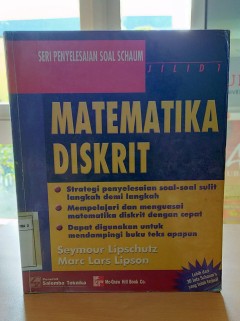 SERI PENYELESAIAN SOAL SCHAUM
JILID 1
MATEMATIKA
DISKRIT
Strategi penyelesaian soal-soal sulit
langkah demi langkah
Mempelajari dan menguasai
matematika diskrit dengan cepat
Dapat digunakan untuk
mendampingi buku teks apapun
Seymour Lipschutz
Marc Lars Lipson
Salemba Teknika
McGraw-Hill Book Co.